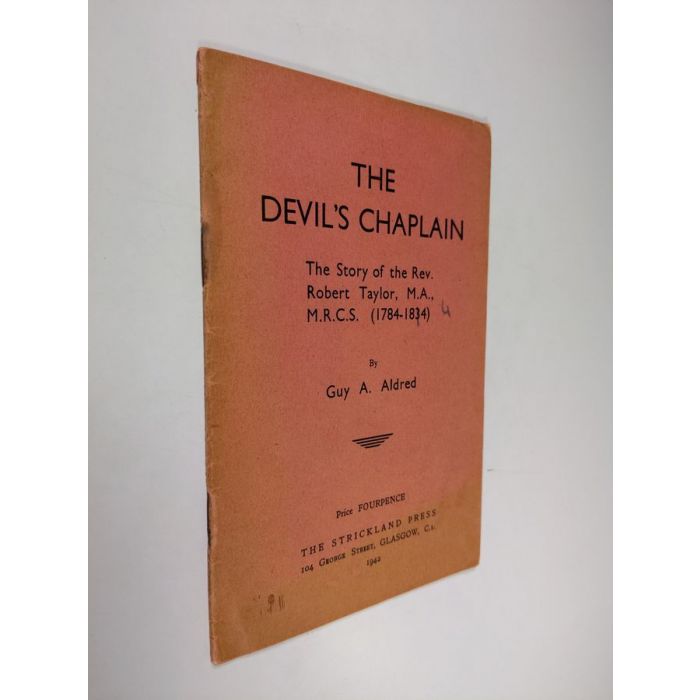 THE
DEVIL'S CHAPLAIN
The Story of the Rev.
Robert Taylor, M.A.,
M.R.C.S. (1784-1834) 4
By
Guy A. Aldred
Price FOURPENCE
THE STRICKLAND PRESS
104 GEORGE STREET, GLASGOW, C.1.
1942